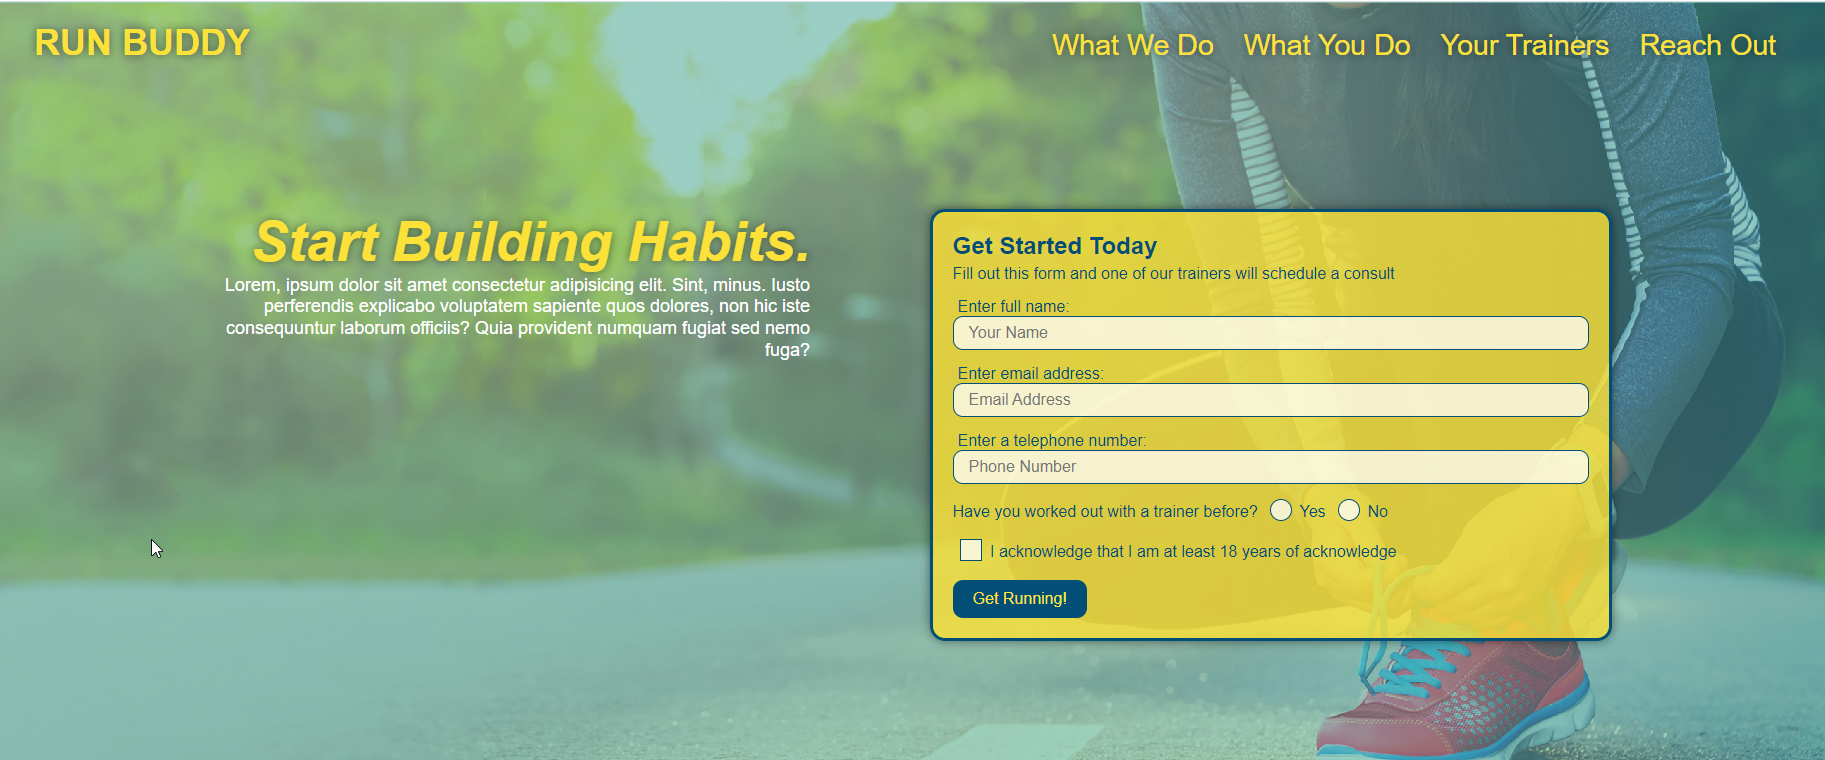 RUN BUDDY
What We Do What You Do Your Trainers Reach Out
Start Building Habits.
Lorem, ipsum dolor sit amet consectetur adipisicing elit. Sint, minus. Iusto
perferendis explicabo voluptatem sapiente quos dolores, non hic iste
consequuntur laborum officiis? Quia provident numquam fugiat sed nemo
fuga?
Get Started Today
Fill out this form and one of our trainers will schedule a consult
Enter full name:
Your Name
Enter email address:
Email Address
Enter a telephone number:
Phone Number
Have you worked out with a trainer before? Yes No
I acknowledge that I am at least 18 years of acknowledge
Get Running!